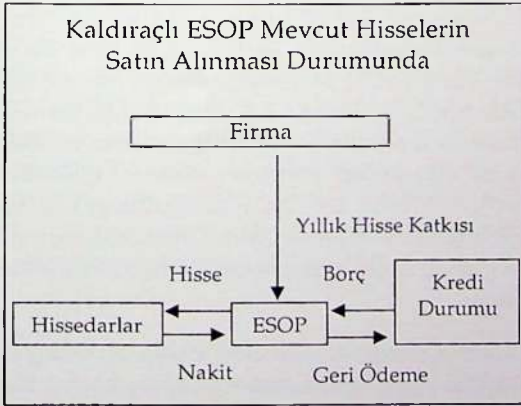 Kaldıraçlı ESOP Mevcut Hisselerin
Satın Alınması Durumunda
Firma
Yıllık Hisse Katkısı
Hisse
Borç
Kredi
Durumu
Hissedarlar
ESOP
Nakit
Geri Ödeme